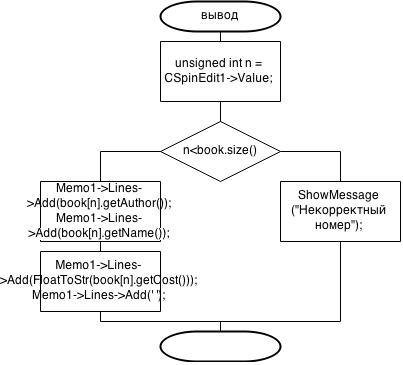 вывод
unsigned int n =
CSpinEdit1->Value;
n<book.size()
Memo1->Lines-
>Add(book[n].getAuthor());
Memo1->Lines-
>Add(book[n].getName());
ShowMessage
("Некорректный
номер");
Memo1->Lines-
>Add(FloatToStr(book[n].getCost()));
Memo1->Lines->Add(' ');